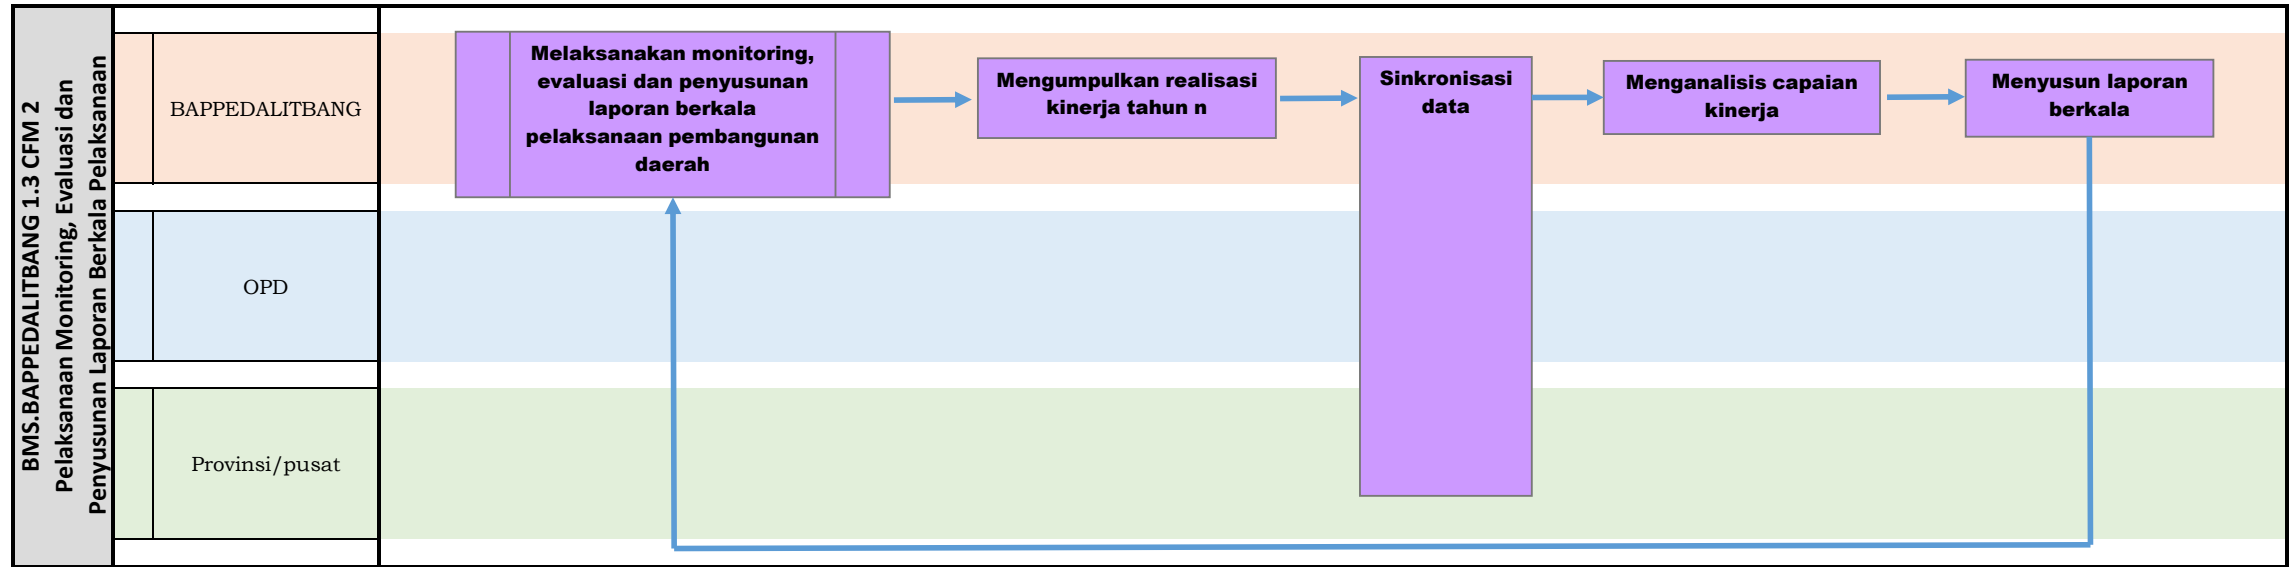 BMS.BAPPEDALITBANG 1.3 CFM 2
Pelaksanaan Monitoring, Evaluasi dan
Penyusunan Laporan Berkala Pelaksanaan
BAPPEDALITBANG
Melaksanakan monitoring,
evaluasi dan penyusunan
laporan berkala
pelaksanaan pembangunan
daerah
Mengumpulkan realisasi
kinerja tahun n
Sinkronisasi
data
Menganalisis capaian
kinerja
Menyusun laporan
berkala
OPD
Provinsi/pusat